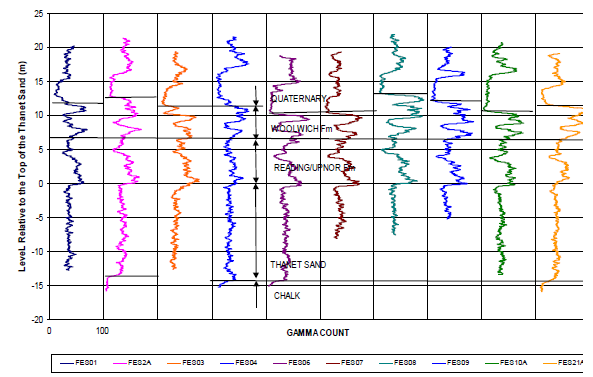 Level, Relative to the Top of the Thanet Sand (m)
25
20
15
10
5
0
-5
-10
-15
-20
QUATERNARY
WOOLWICH Fm
READING/UPNOR Fm
THANET SAND
CHALK
0
100
GAMMA COUNT
FES01
FES2A
FES03
FES04
FES06
FES07
FES08
FES09
FES10A
FES21A